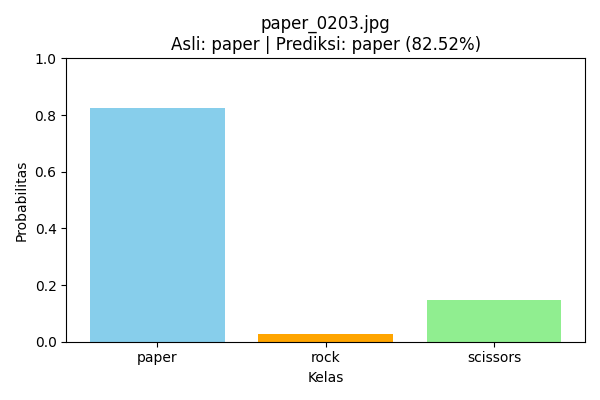 paper_0203.jpg
Asli: paper | Prediksi: paper (82.52%)
1.0
0.8
0.6
0.4
0.2
0.0
Probabilitas
paper
rock
scissors
Kelas